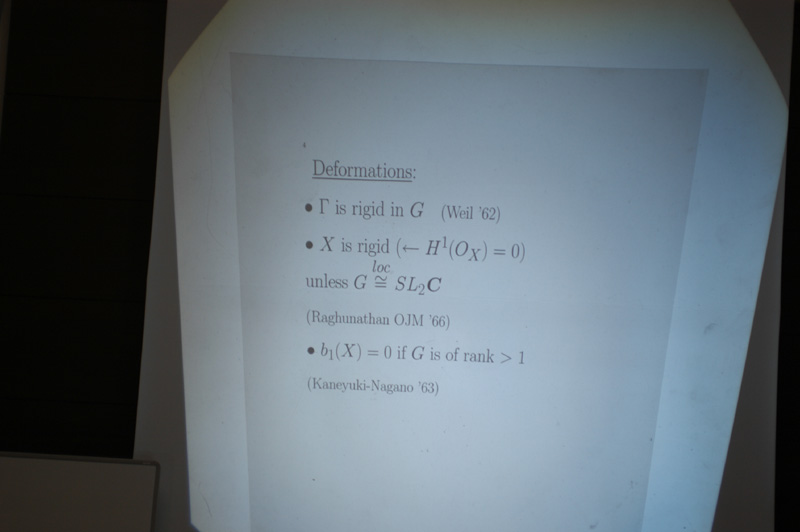 Deformations:
• Γ is rigid in G (Weil '62)
• X is rigid (← H¹(O_X) = 0)
loc
unless G ≅ SL₂C
(Raghunathan OJM '66)
• b₁(X) = 0 if G is of rank > 1
(Kaneyuki-Nagano '63)